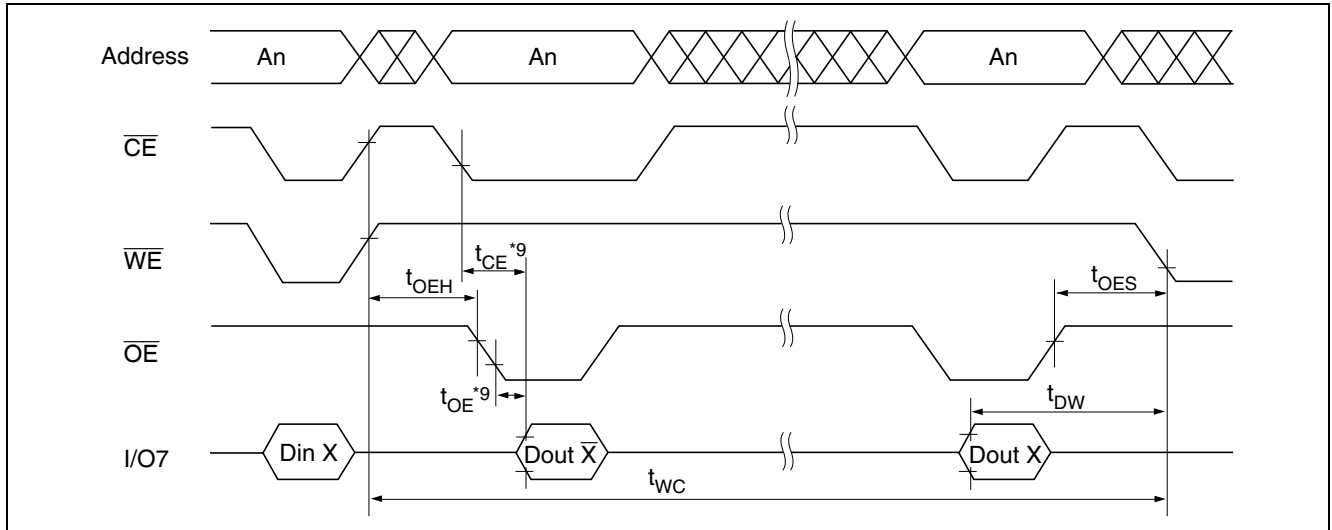 Address An An An
CE
WE
tCE*9
tOEH tOES
OE
tOE*9
tDW
I/O7 Din X Dout X̅ Dout X
tWC